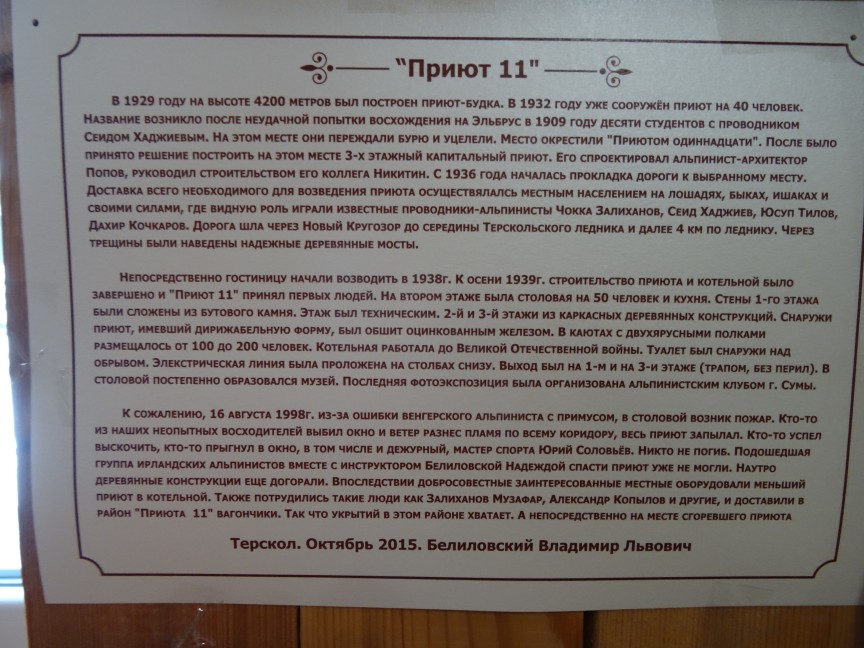 “Приют 11"
В 1929 году на высоте 4200 метров был построен приют-будка. В 1932 году уже сооружён приют на 40 человек.
Название возникло после неудачной попытки восхождения на Эльбрус в 1909 году десяти студентов с проводником
Сеидом Хаджиевым. На этом месте они переждали бурю и уцелели. Место окрестили "Приютом одиннадцати". После было
принято решение построить на этом месте 3-х этажный капитальный приют. Его спроектировал альпинист-архитектор
Попов, руководил строительством его коллега Никитин. С 1936 года началась прокладка дороги к выбранному месту.
Доставка всего необходимого для возведения приюта осуществлялась местным населением на лошадях, быках, ишаках и
своими силами, где видную роль играли известные проводники-альпинисты Чокка Залиханов, Сеид Хаджиев, Юсуп Тилов,
Дахир Кочкаров. Дорога шла через Новый Кругозор до середины Терскольского ледника и далее 4 км по леднику. Через
трещины были наведены надежные деревянные мосты.
Непосредственно гостиницу начали возводить в 1938г. К осени 1939г. строительство приюта и котельной было
завершено и "Приют 11" принял первых людей. На втором этаже была столовая на 50 человек и кухня. Стены 1-го этажа
были сложены из бутового камня. Этаж был техническим. 2-й и 3-й этажи из каркасных деревянных конструкций. Снаружи
приют, имевший дирижабельную форму, был обшит оцинкованным железом. В каютах с двухярусными полками
размещалось от 100 до 200 человек. Котельная работала до Великой Отечественной войны. Туалет был снаружи над
обрывом. Элекстрическая линия была проложена на столбах снизу. Выход был на 1-м и на 3-и этаже (трапом, без перил). В
столовой постепенно образовался музей. Последняя фотоэкспозиция была организована альпинистским клубом г. Сумы.
К сожалению, 16 августа 1998г. из-за ошибки венгерского альпиниста с примусом, в столовой возник пожар. Кто-то
из наших неопытных восходителей выбил окно и ветер разнес пламя по всему коридору, весь приют запылал. Кто-то успел
выскочить, кто-то прыгнул в окно, в том числе и дежурный, мастер спорта Юрий Соловьёв. Никто не погиб. Подошедшая
группа ирландских альпинистов вместе с инструктором Белиловской Надеждой спасти приют уже не могли. Наутро
деревянные конструкции еще догорали. Впоследствии добросовестные заинтересованные местные оборудовали меньший
приют в котельной. Также потрудились такие люди как Залиханов Музафар, Александр Копылов и другие, и доставили в
район "Приюта 11" вагончики. Так что укрытий в этом районе хватает. А непосредственно на месте сгоревшего приюта
Терскол. Октябрь 2015. Белиловский Владимир Львович